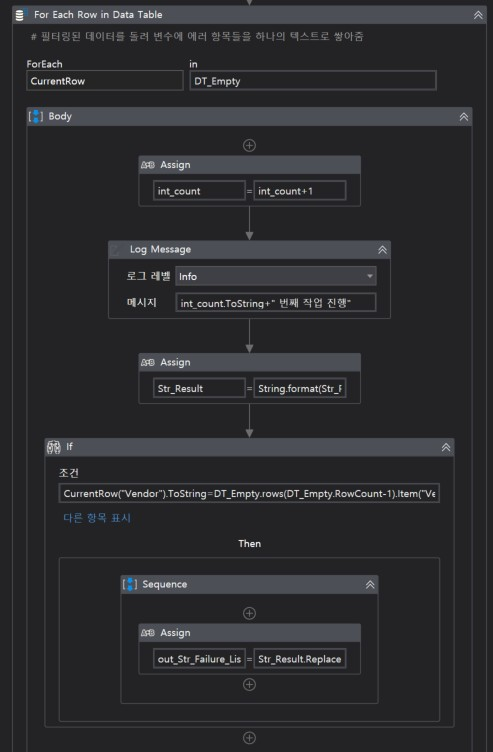 For Each Row in Data Table
# 필터링된 데이터를 돌려 변수에 에러 항목들을 하나의 텍스트로 쌓아줌
ForEach in
CurrentRow DT_Empty
Body
A=B Assign
int_count = int_count+1
Log Message
로그 레벨 Info
메시지 int_count.ToString+" 번째 작업 진행"
A=B Assign
Str_Result = String.format(Str_F
If
조건
CurrentRow("Vendor").ToString=DT_Empty.rows(DT_Empty.RowCount-1).Item("Ve
다른 항목 표시
Then
Sequence
A=B Assign
out_Str_Failure_Lis = Str_Result.Replace